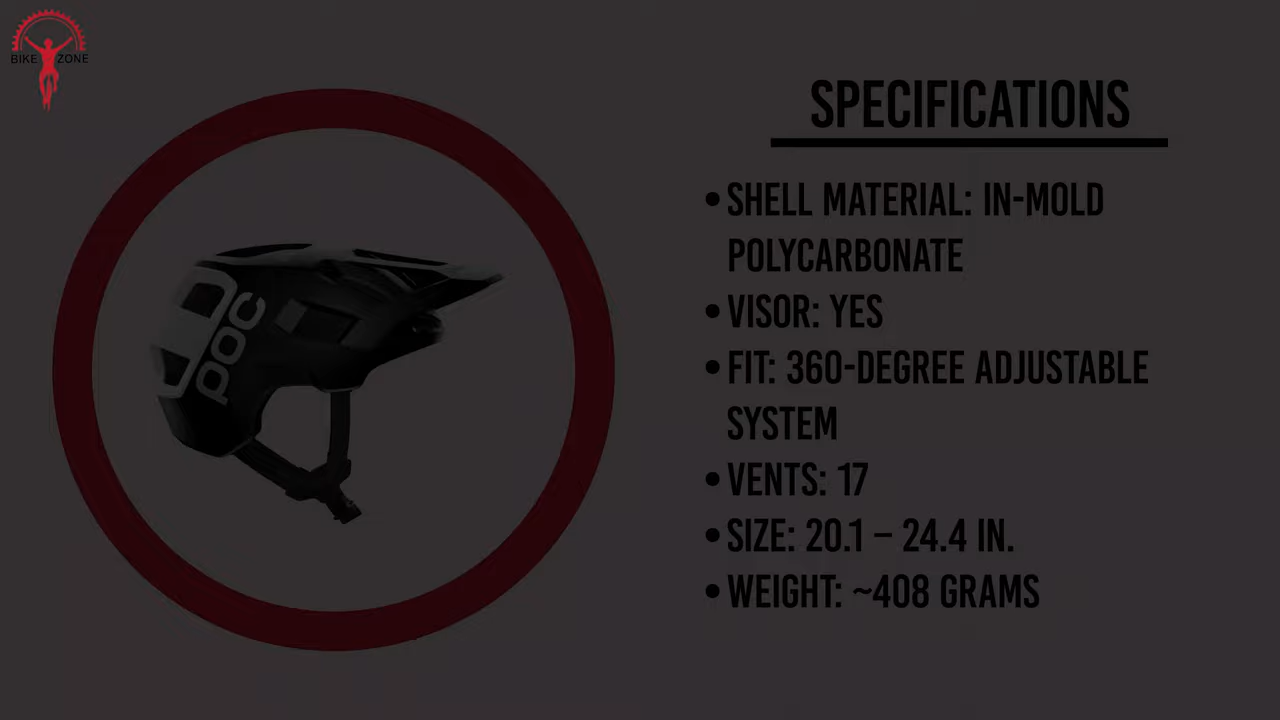 BIKE ZONE
SPECIFICATIONS
• SHELL MATERIAL: IN-MOLD
POLYCARBONATE
• VISOR: YES
• FIT: 360-DEGREE ADJUSTABLE
SYSTEM
• VENTS: 17
• SIZE: 20.1 – 24.4 IN.
• WEIGHT: ~408 GRAMS
POC